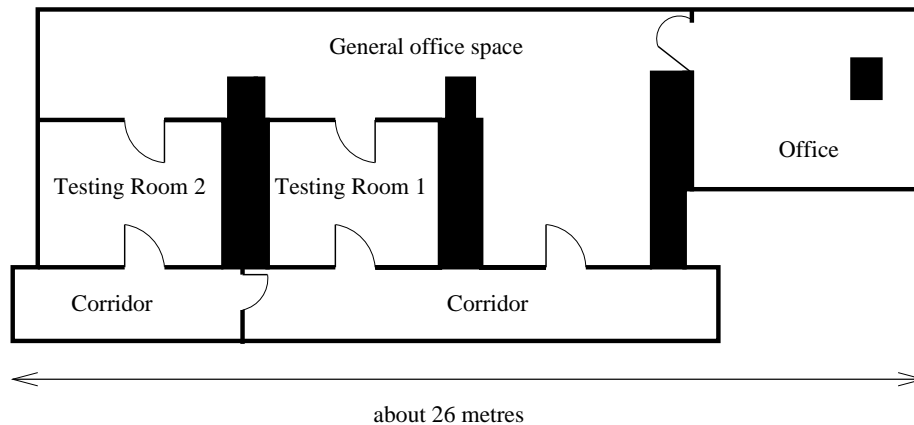 General office space
Office
Testing Room 2
Testing Room 1
Corridor
Corridor
about 26 metres